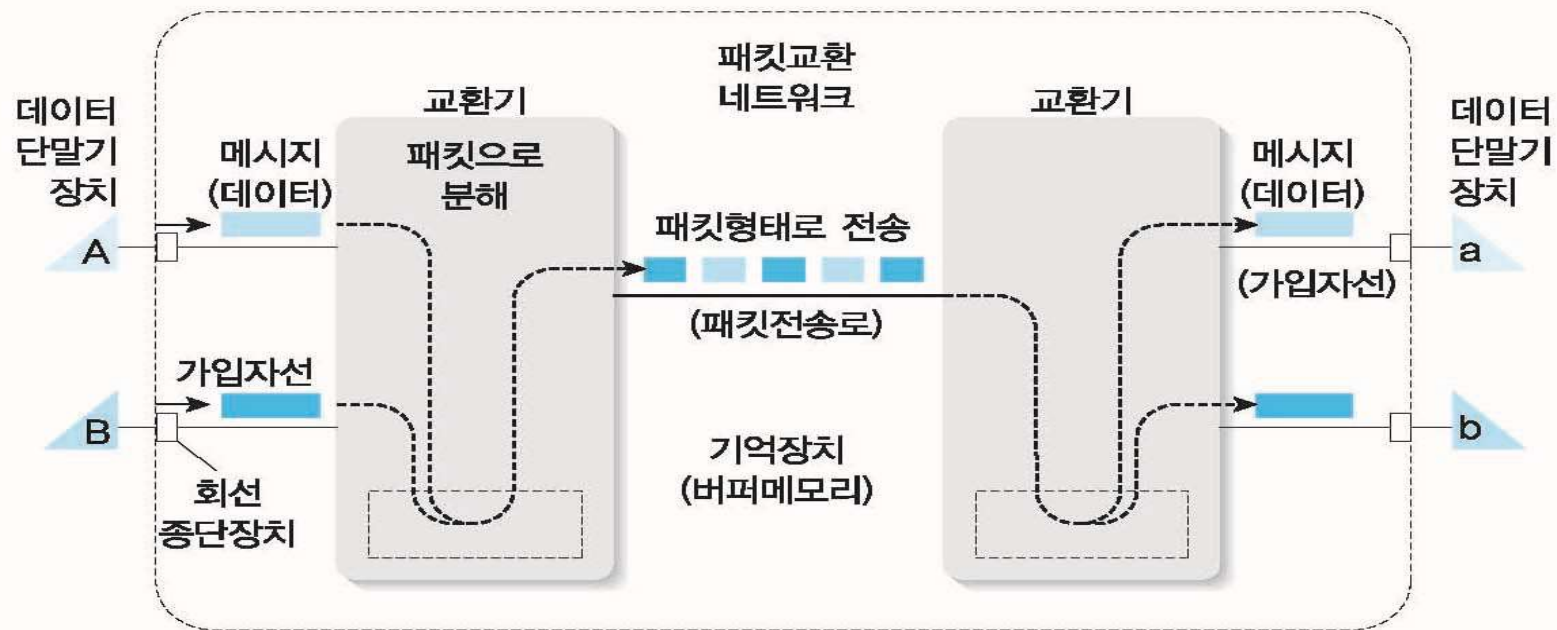 패킷교환
네트워크
교환기
교환기
데이터
단말기
장치
메시지
(데이터)
패킷으로
분해
메시지
(데이터)
데이터
단말기
장치
패킷형태로 전송
A
a
(가입자선)
(패킷전송로)
가입자선
B
b
기억장치
(버퍼메모리)
회선
종단장치